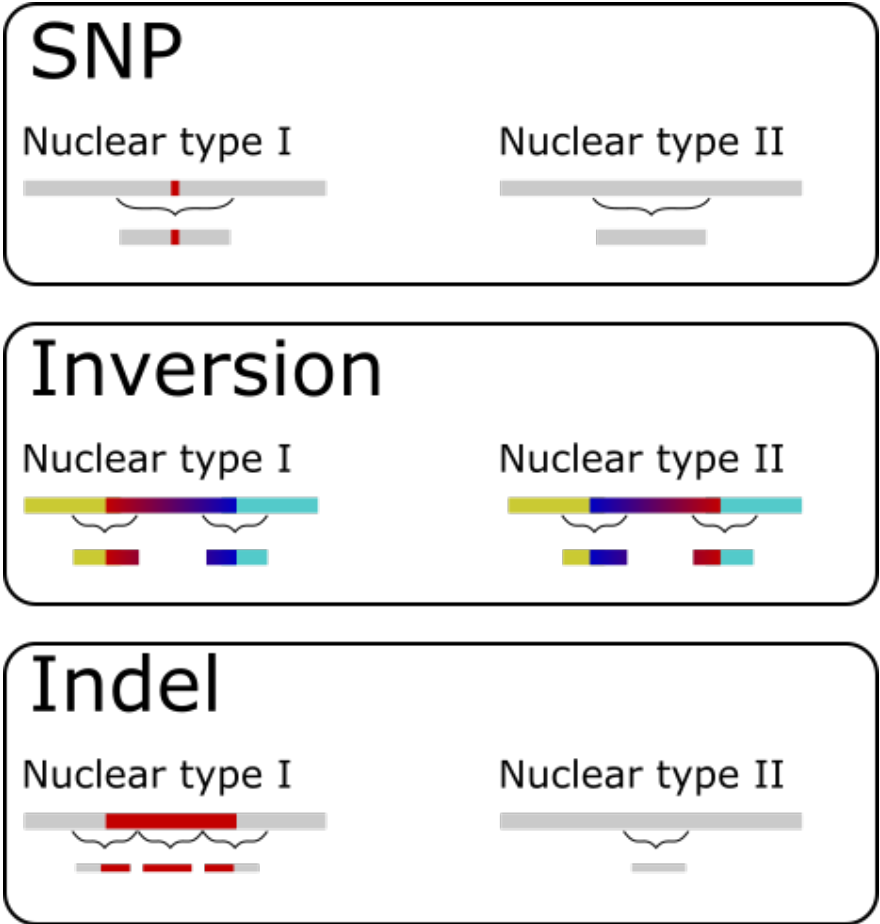 SNP
Nuclear type I
Nuclear type II
Inversion
Nuclear type I
Nuclear type II
Indel
Nuclear type I
Nuclear type II